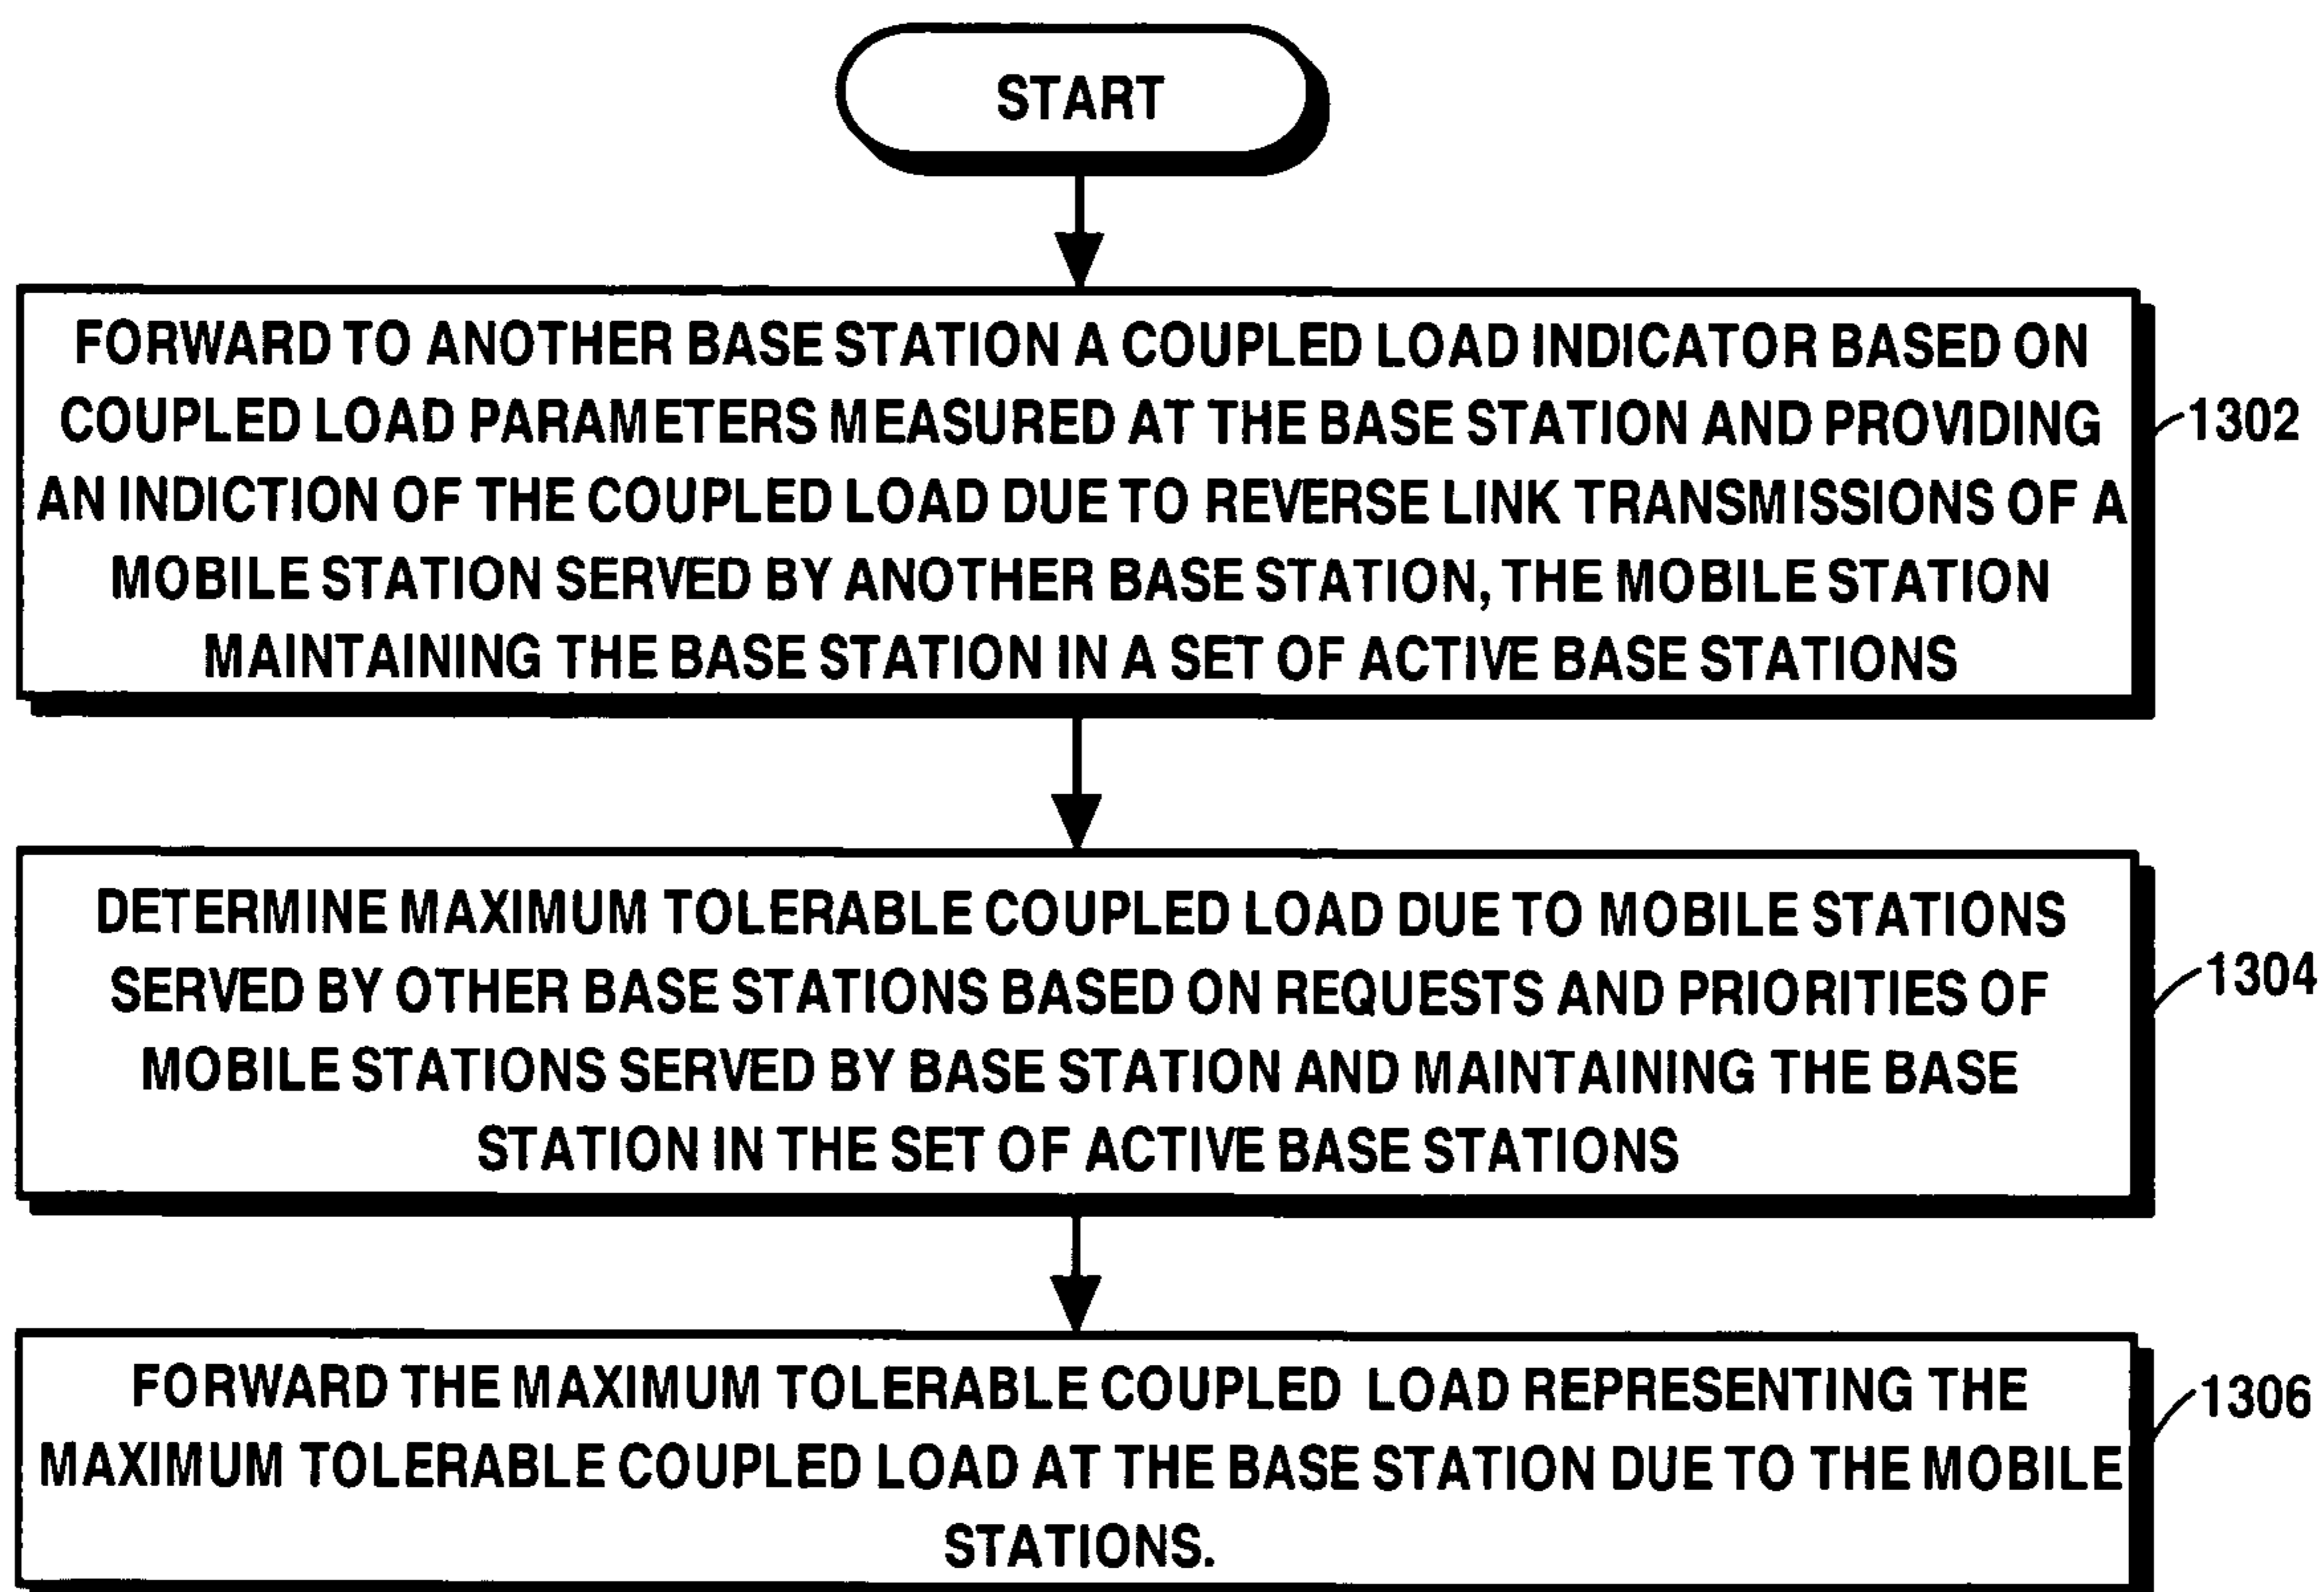 START
FORWARD TO ANOTHER BASE STATION A COUPLED LOAD INDICATOR BASED ON
COUPLED LOAD PARAMETERS MEASURED AT THE BASE STATION AND PROVIDING
AN INDICTION OF THE COUPLED LOAD DUE TO REVERSE LINK TRANSMISSIONS OF A
MOBILE STATION SERVED BY ANOTHER BASE STATION, THE MOBILE STATION
MAINTAINING THE BASE STATION IN A SET OF ACTIVE BASE STATIONS
1302
DETERMINE MAXIMUM TOLERABLE COUPLED LOAD DUE TO MOBILE STATIONS
SERVED BY OTHER BASE STATIONS BASED ON REQUESTS AND PRIORITIES OF
MOBILE STATIONS SERVED BY BASE STATION AND MAINTAINING THE BASE
STATION IN THE SET OF ACTIVE BASE STATIONS
1304
FORWARD THE MAXIMUM TOLERABLE COUPLED LOAD REPRESENTING THE
MAXIMUM TOLERABLE COUPLED LOAD AT THE BASE STATION DUE TO THE MOBILE
STATIONS.
1306